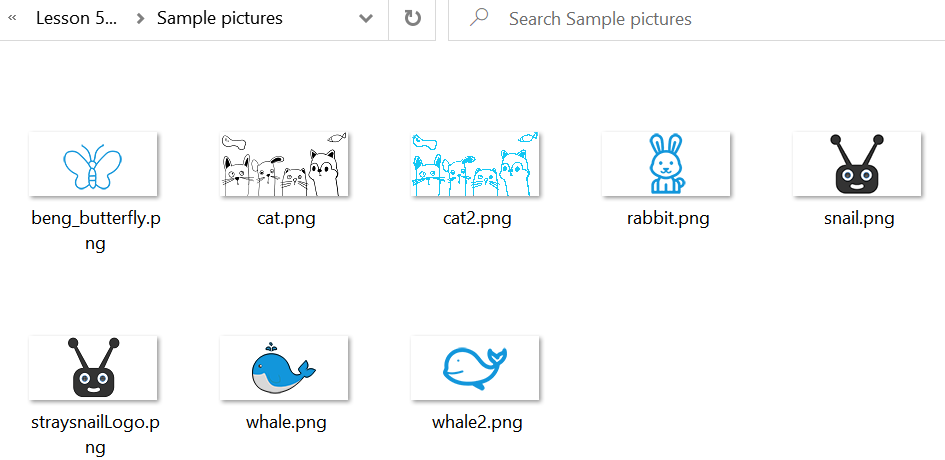 « Lesson 5... > Sample pictures
Search Sample pictures
beng_butterfly.p
ng
cat.png
cat2.png
rabbit.png
snail.png
straysnailLogo.p
ng
whale.png
whale2.png